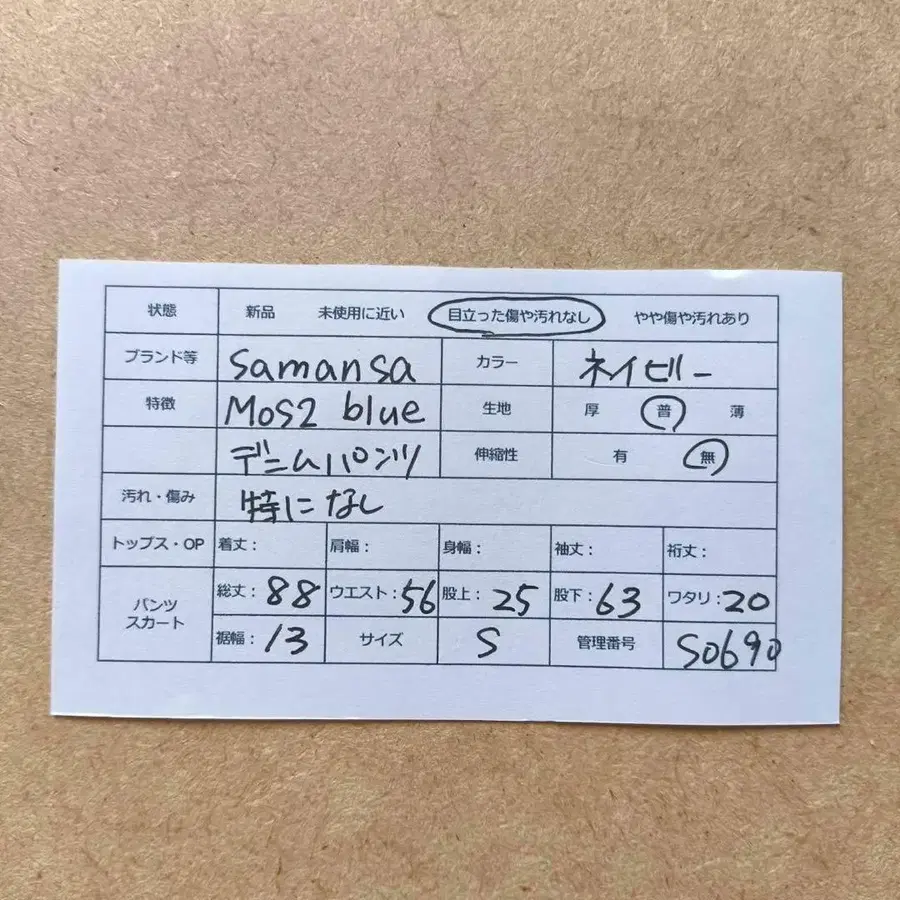 状態 新品 未使用に近い 目立った傷や汚れなし やや傷や汚れあり
ブランド等 samansa カラー ネイビー
特徴 Mos2 blue 生地 厚 普 薄
デニムパンツ 伸縮性 有 無
汚れ・傷み 特になし
トップス・OP 着丈: 肩幅: 身幅: 袖丈: 裄丈:
パンツ スカート 総丈:88 ウエスト:56 股上:25 股下:63 ワタリ:20
裾幅:13 サイズ S 管理番号 S0690